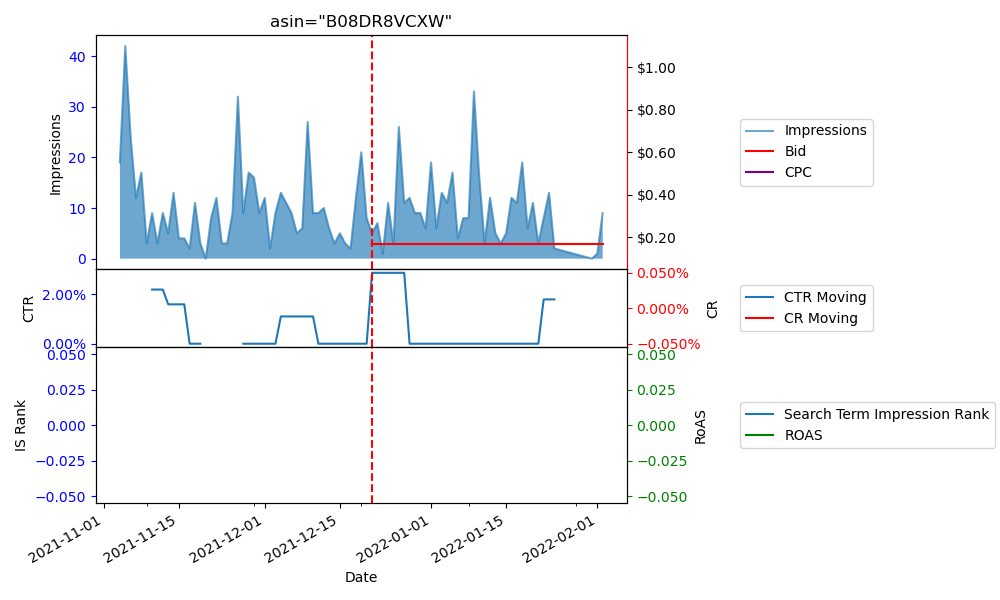 asin="B08DR8VCXW"
40
30
20
10
0
Impressions
$1.00
$0.80
$0.60
$0.40
$0.20
Impressions
Bid
CPC
2.00%
0.00%
CTR
0.050%
0.000%
−0.050%
CR
CTR Moving
CR Moving
0.050
0.025
0.000
−0.025
−0.050
IS Rank
0.050
0.025
0.000
−0.025
−0.050
RoAS
Search Term Impression Rank
ROAS
2021-11-01
2021-11-15
2021-12-01
2021-12-15
2022-01-01
2022-01-15
2022-02-01
Date